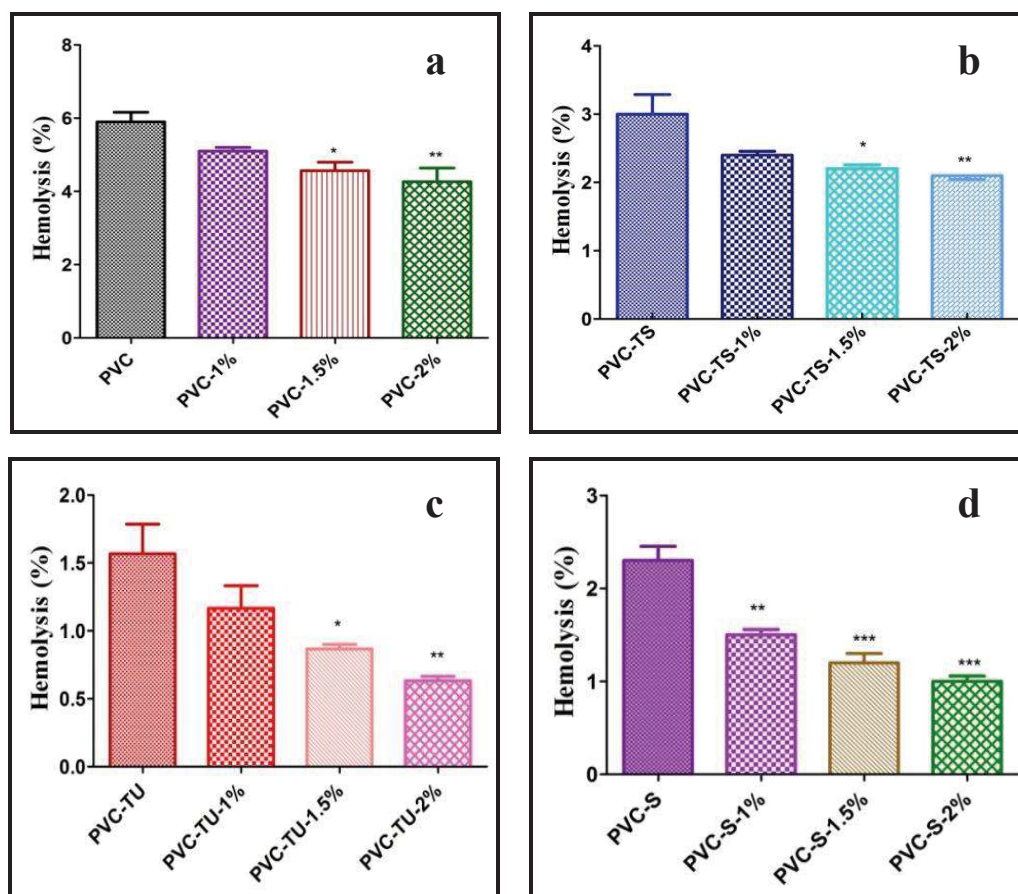 a
Hemolysis (%)
8
6
4
2
0
*
**
PVC
PVC-1%
PVC-1.5%
PVC-2%
b
Hemolysis (%)
4
3
2
1
0
*
**
PVC-TS
PVC-TS-1%
PVC-TS-1.5%
PVC-TS-2%
c
Hemolysis (%)
2.0
1.5
1.0
0.5
0.0
*
**
PVC-TU
PVC-TU-1%
PVC-TU-1.5%
PVC-TU-2%
d
Hemolysis (%)
3
2
1
0
**
***
***
PVC-S
PVC-S-1%
PVC-S-1.5%
PVC-S-2%